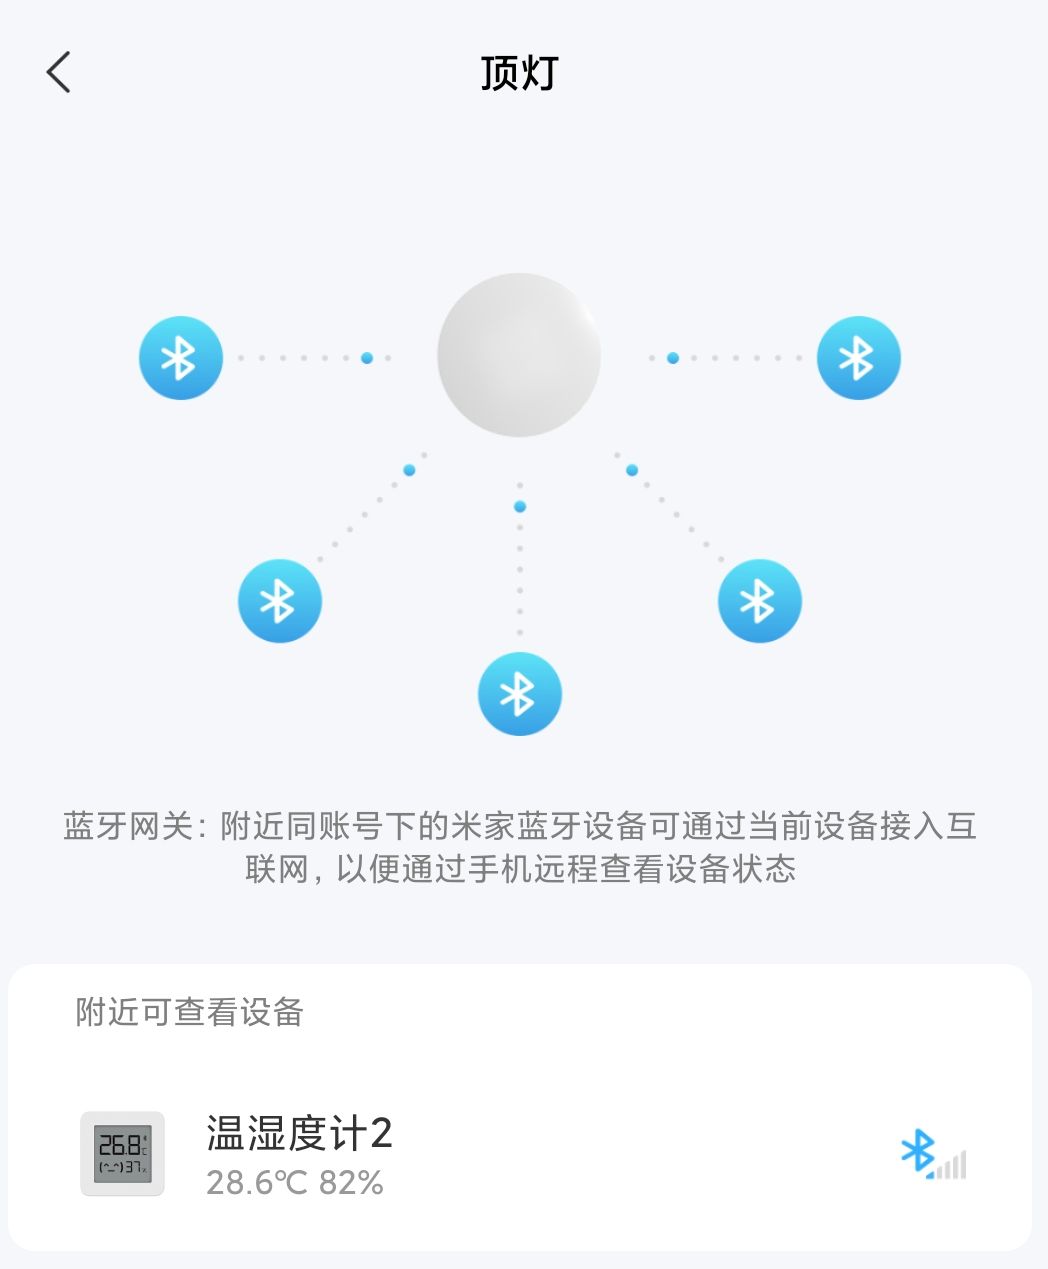 顶灯
蓝牙网关：附近同账号下的米家蓝牙设备可通过当前设备接入互
联网，以便通过手机远程查看设备状态
附近可查看设备
26.8℃
(^_^) 37%
温湿度计2
28.6℃ 82%